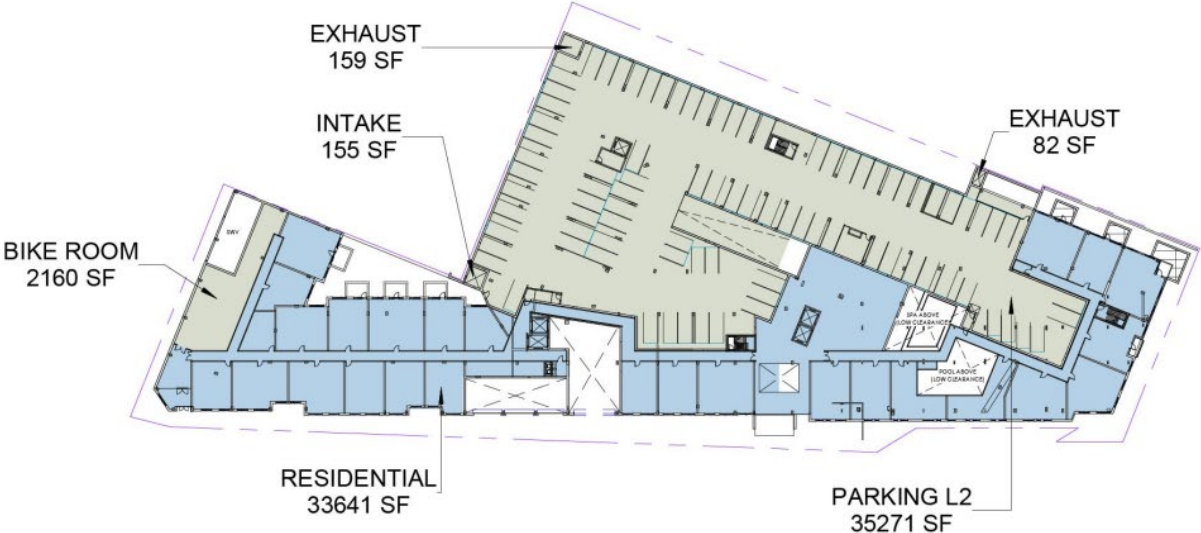 EXHAUST
159 SF
INTAKE
155 SF
EXHAUST
82 SF
BIKE ROOM
2160 SF
SPA ABOVE
(LOW CLEARANCE)
POOL ABOVE
(LOW CLEARANCE)
RESIDENTIAL
33641 SF
PARKING L2
35271 SF